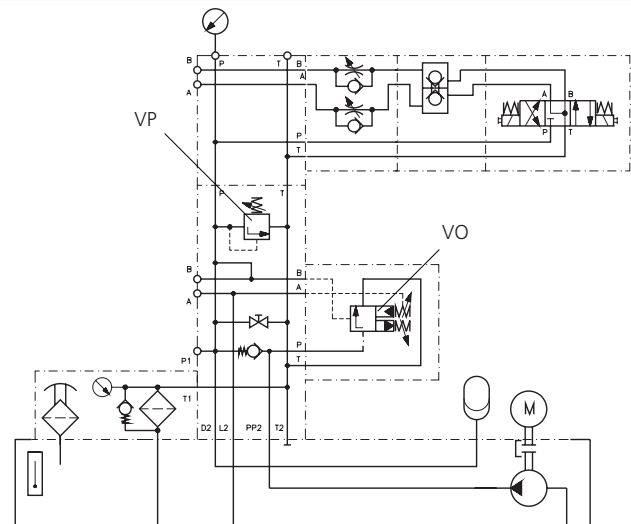 B P T B
A A
A B
VP P P T
T
P T
VO
B B
A A
P
P1 T
T1
M
D2 L2 PP2 T2